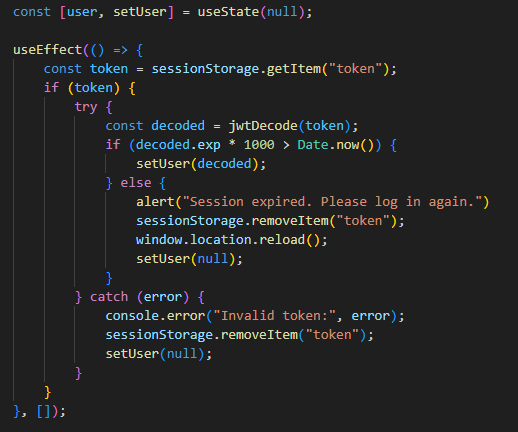 const [user, setUser] = useState(null);

useEffect(() => {
    const token = sessionStorage.getItem("token");
    if (token) {
        try {
            const decoded = jwtDecode(token);
            if (decoded.exp * 1000 > Date.now()) {
                setUser(decoded);
            } else {
                alert("Session expired. Please log in again.")
                sessionStorage.removeItem("token");
                window.location.reload();
                setUser(null);
            }
        } catch (error) {
            console.error("Invalid token:", error);
            sessionStorage.removeItem("token");
            setUser(null);
        }
    }
}, []);